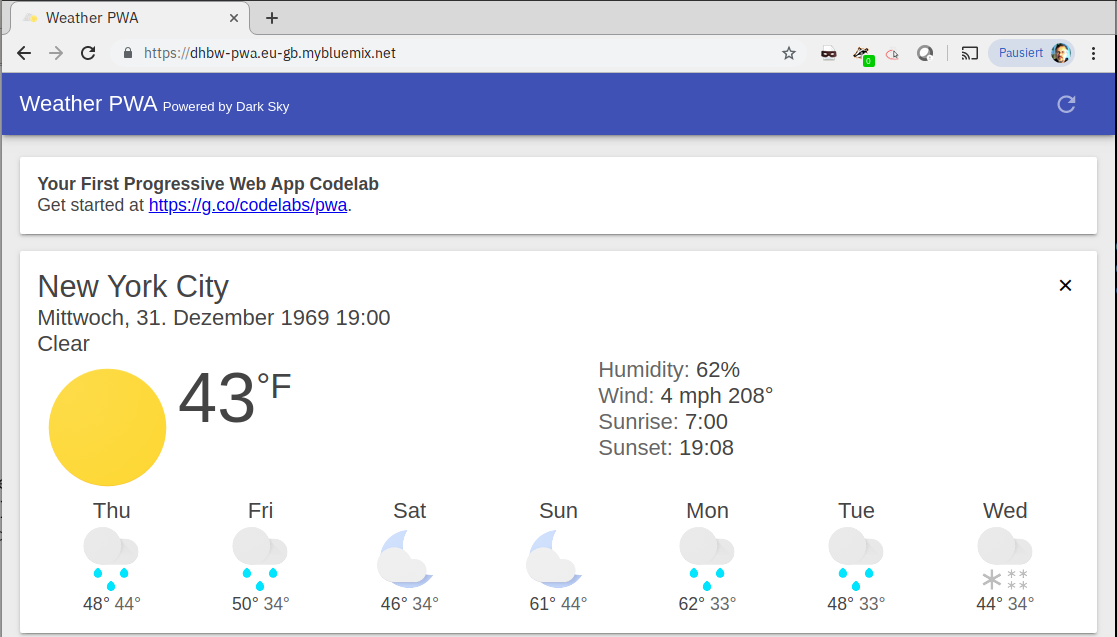 Weather PWA
https://dhbw-pwa.eu-gb.mybluemix.net
0
Pausiert
Weather PWA Powered by Dark Sky
Your First Progressive Web App Codelab
Get started at https://g.co/codelabs/pwa.
New York City
Mittwoch, 31. Dezember 1969 19:00
Clear
43°F
Humidity: 62%
Wind: 4 mph 208°
Sunrise: 7:00
Sunset: 19:08
Thu Fri Sat Sun Mon Tue Wed
48° 44° 50° 34° 46° 34° 61° 44° 62° 33° 48° 33° 44° 34°